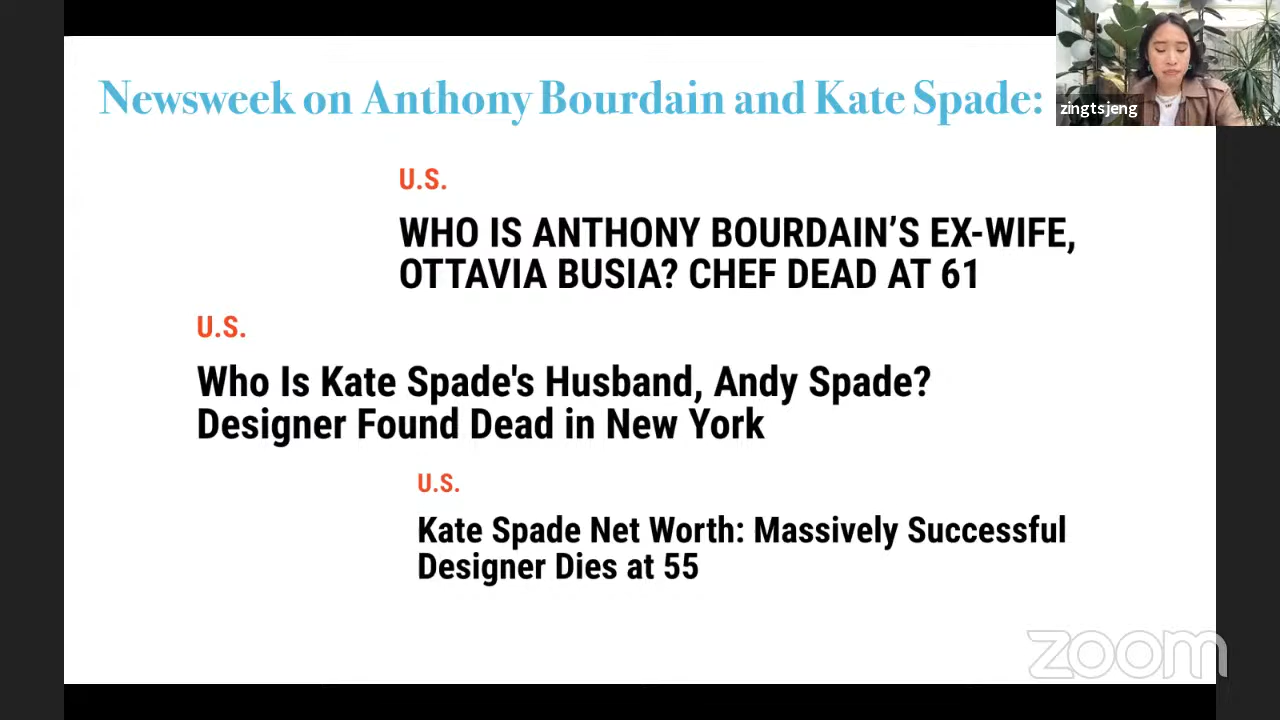 Newsweek on Anthony Bourdain and Kate Spade:
zingtsjeng
U.S.
WHO IS ANTHONY BOURDAIN’S EX-WIFE,
OTTAVIA BUSIA? CHEF DEAD AT 61
U.S.
Who Is Kate Spade's Husband, Andy Spade?
Designer Found Dead in New York
U.S.
Kate Spade Net Worth: Massively Successful
Designer Dies at 55
zoom